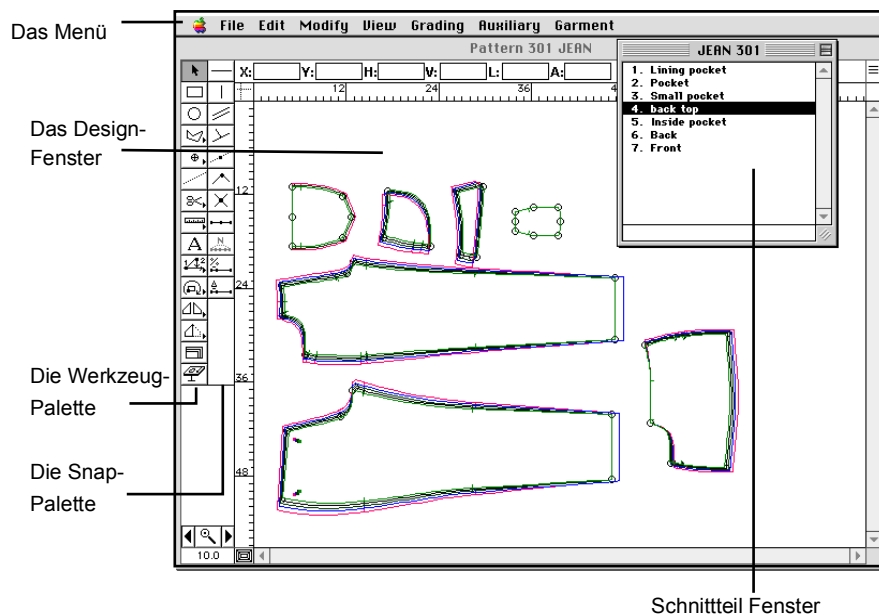 Das Menü
File Edit Modify View Grading Auxiliary Garment
Pattern 301 JEAN
JEAN 301
X: Y: H: V: L: A:
1. Lining pocket
2. Pocket
3. Small pocket
4. back top
5. Inside pocket
6. Back
7. Front
12 24 36 4
Das Design-
Fenster
12
A N
24
36
48
Die Werkzeug-
Palette
Die Snap-
Palette
10.0
Schnittteil Fenster